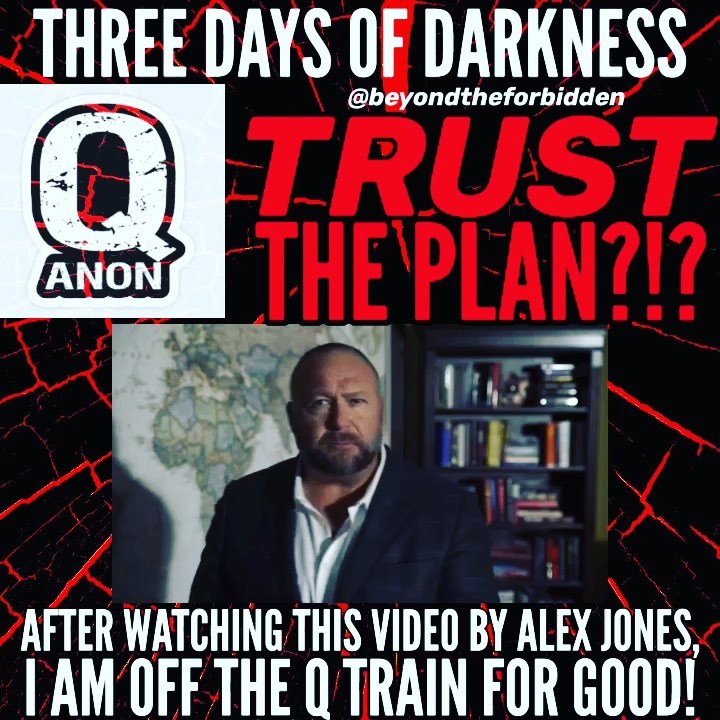 THREE DAYS OF DARKNESS
@beyondtheforbidden
Q
ANON
TRUST
THE PLAN?!?
AFTER WATCHING THIS VIDEO BY ALEX JONES,
I AM OFF THE Q TRAIN FOR GOOD!